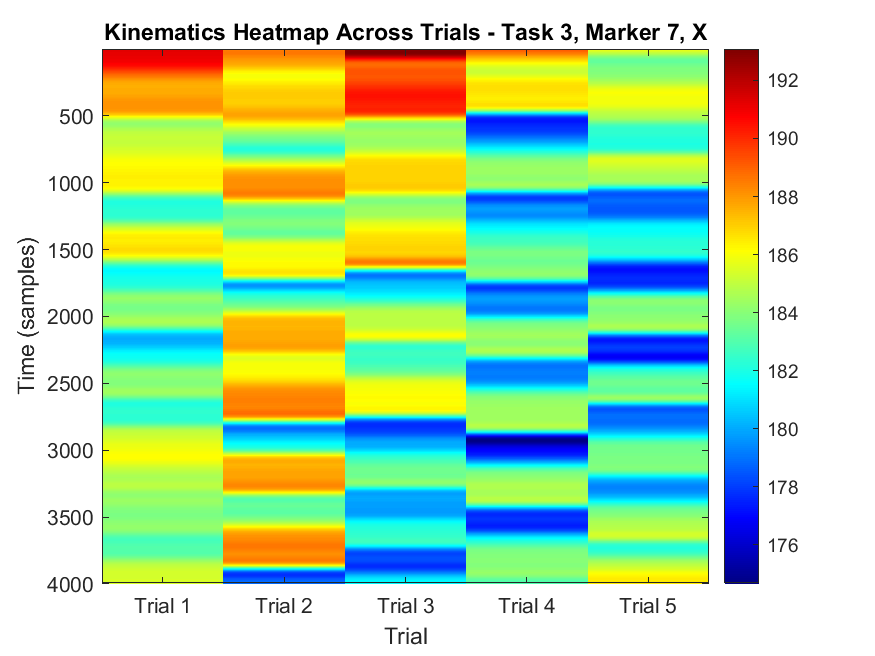 Kinematics Heatmap Across Trials - Task 3, Marker 7, X
Time (samples)
500
1000
1500
2000
2500
3000
3500
4000
Trial 1
Trial 2
Trial 3
Trial 4
Trial 5
Trial
192
190
188
186
184
182
180
178
176